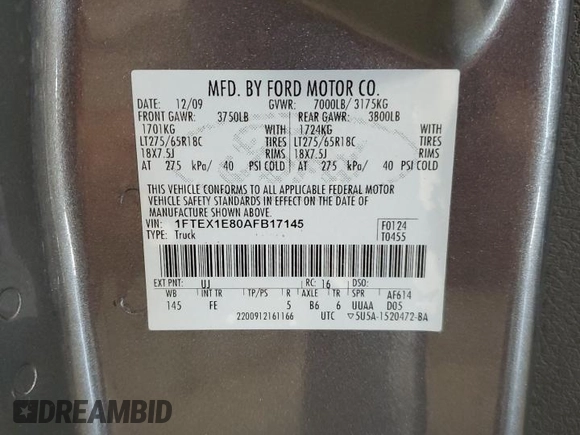 MFD. BY FORD MOTOR CO.
DATE: 12/09 GVWR: 7000LB/ 3175KG
FRONT GAWR: 3750LB REAR GAWR: 3800LB
1701KG WITH 1724KG WITH
LT275/65R18C TIRES LT275/65R18C TIRES
18X7.5J RIMS 18X7.5J RIMS
AT 275 kPa/ 40 PSI COLD AT 275 kPa/ 40 PSI COLD
THIS VEHICLE CONFORMS TO ALL APPLICABLE FEDERAL MOTOR
VEHICLE SAFETY STANDARDS IN EFFECT ON THE DATE OF
MANUFACTURE SHOWN ABOVE.
VIN: 1FTEX1E80AFB17145 F0124
TYPE: Truck T0455
EXT PNT: UJ RC: 16 DSO:
WB INT TR TP/PS R AXLE TR SPR AF614
145 FE 5 B6 6 UUAA D05
2200912161166 UTC ▽5U5A-1520472-BA
DREAMBID